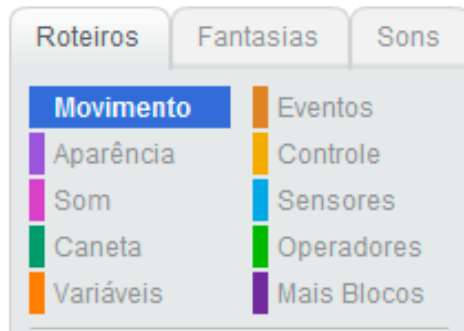 Roteiros Fantasias Sons
Movimento Eventos
Aparência Controle
Som Sensores
Caneta Operadores
Variáveis Mais Blocos